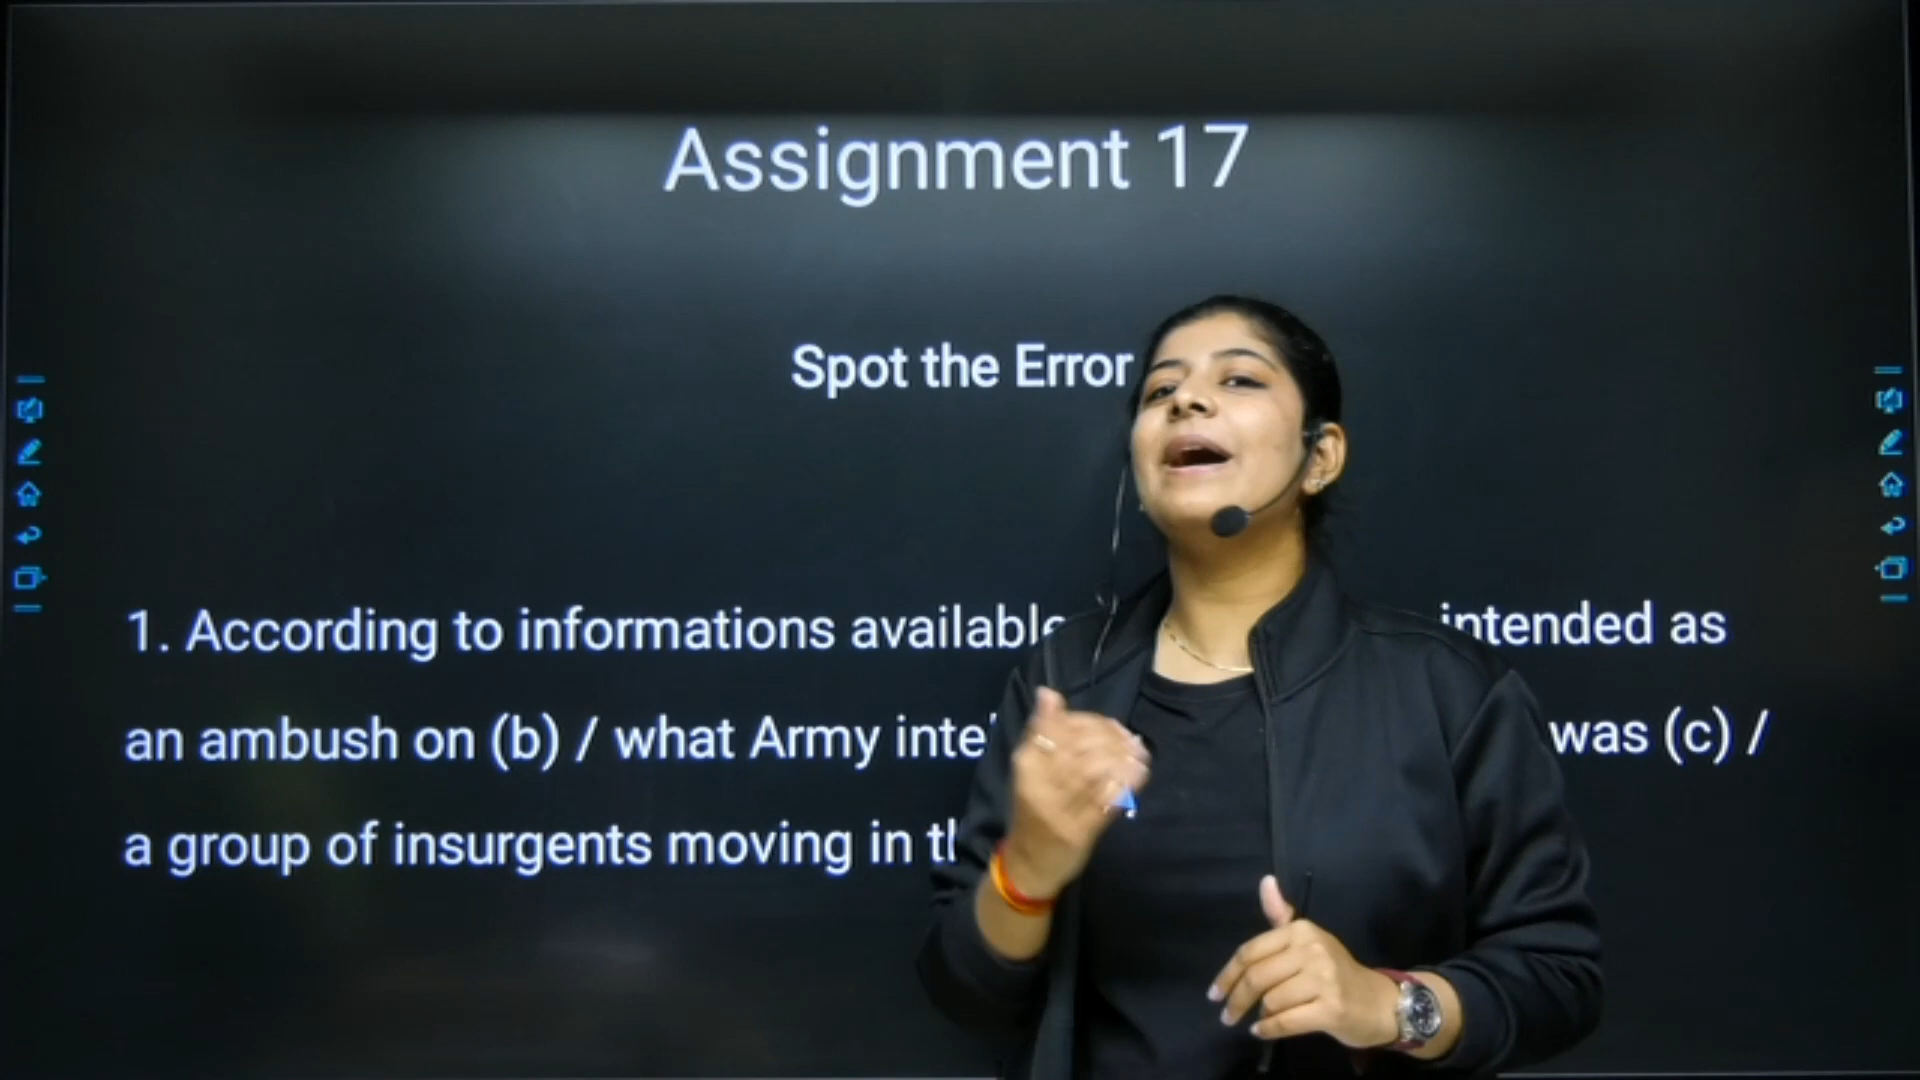 Assignment 17
Spot the Error
1. According to informations available intended as
an ambush on (b) / what Army was (c) /
a group of insurgents moving in